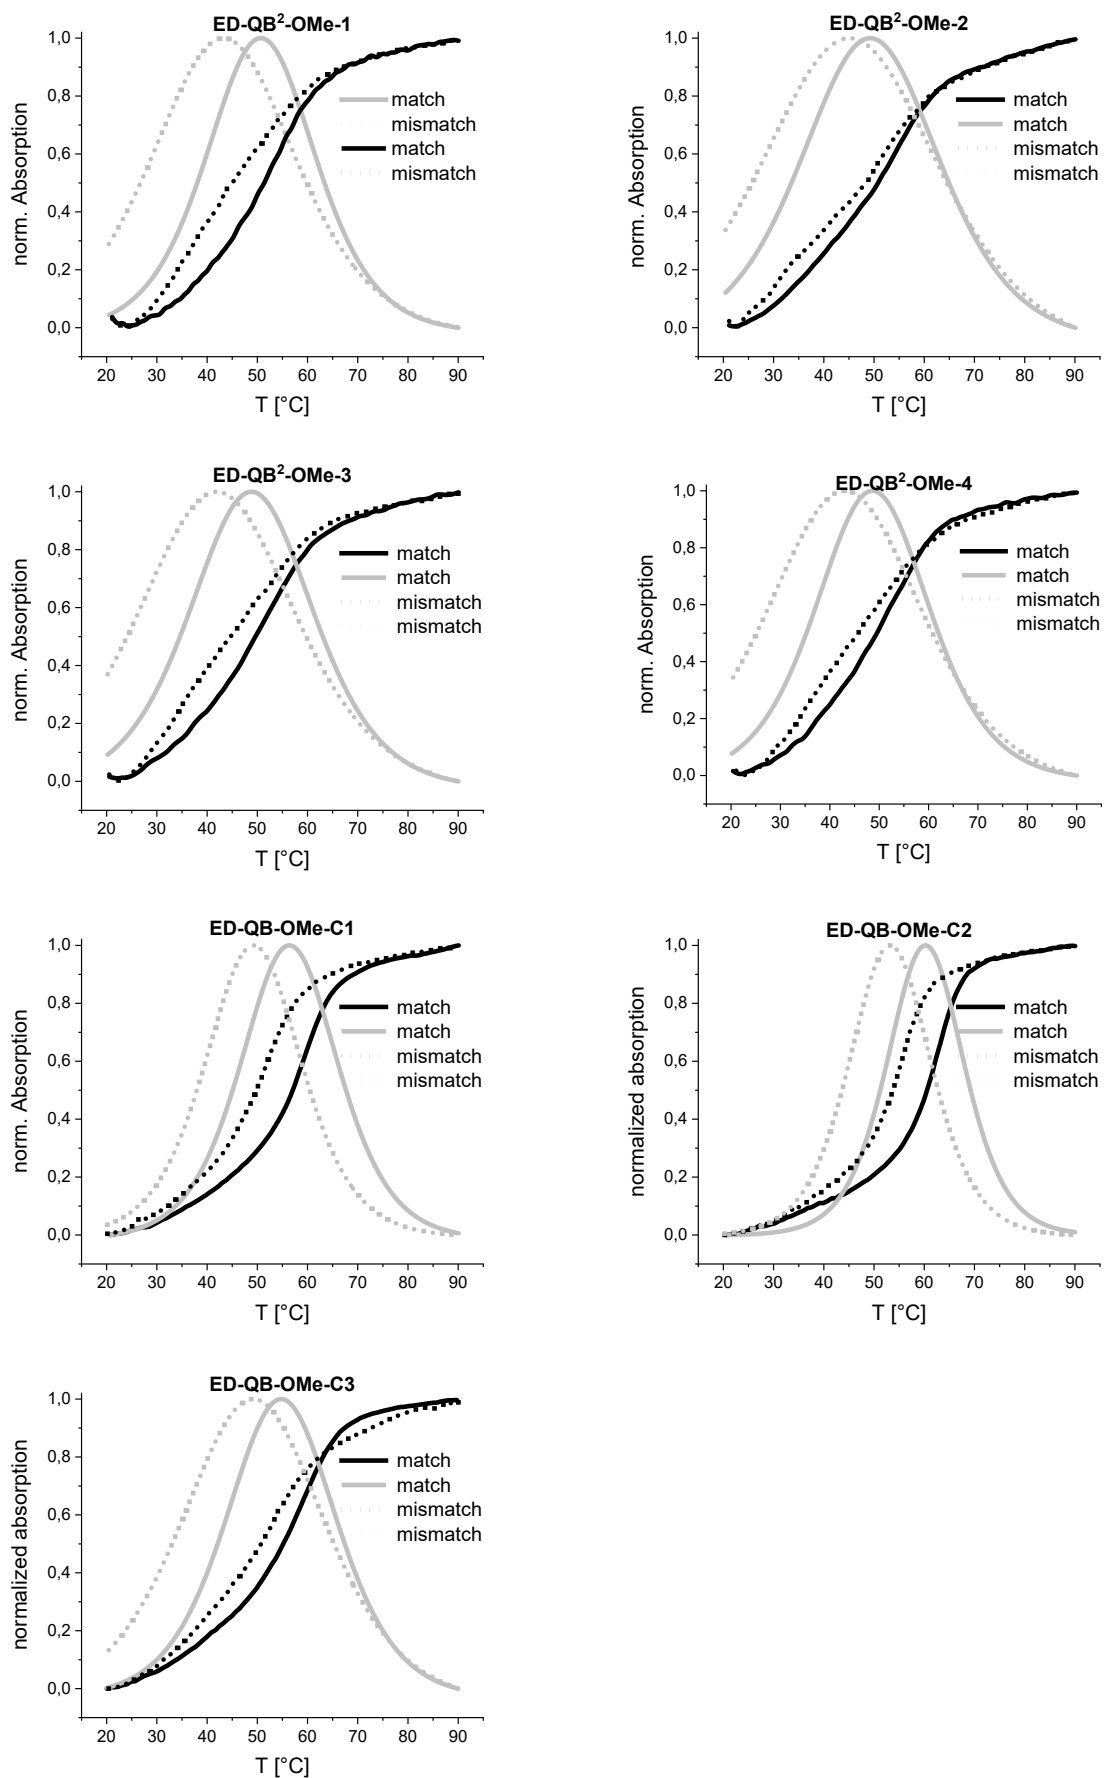 ED-QB²-OMe-1
norm. Absorption
1,0
0,8
0,6
0,4
0,2
0,0
match
mismatch
match
mismatch
20 30 40 50 60 70 80 90
T [°C]
ED-QB²-OMe-2
norm. Absorption
1,0
0,8
0,6
0,4
0,2
0,0
match
match
mismatch
mismatch
20 30 40 50 60 70 80 90
T [°C]
ED-QB²-OMe-3
norm. Absorption
1,0
0,8
0,6
0,4
0,2
0,0
match
match
mismatch
mismatch
20 30 40 50 60 70 80 90
T [°C]
ED-QB²-OMe-4
norm. Absorption
1,0
0,8
0,6
0,4
0,2
0,0
match
match
mismatch
mismatch
20 30 40 50 60 70 80 90
T [°C]
ED-QB-OMe-C1
norm. Absorption
1,0
0,8
0,6
0,4
0,2
0,0
match
match
mismatch
mismatch
20 30 40 50 60 70 80 90
T [°C]
ED-QB-OMe-C2
normalized absorption
1,0
0,8
0,6
0,4
0,2
0,0
match
match
mismatch
mismatch
20 30 40 50 60 70 80 90
T [°C]
ED-QB-OMe-C3
normalized absorption
1,0
0,8
0,6
0,4
0,2
0,0
match
match
mismatch
mismatch
20 30 40 50 60 70 80 90
T [°C]